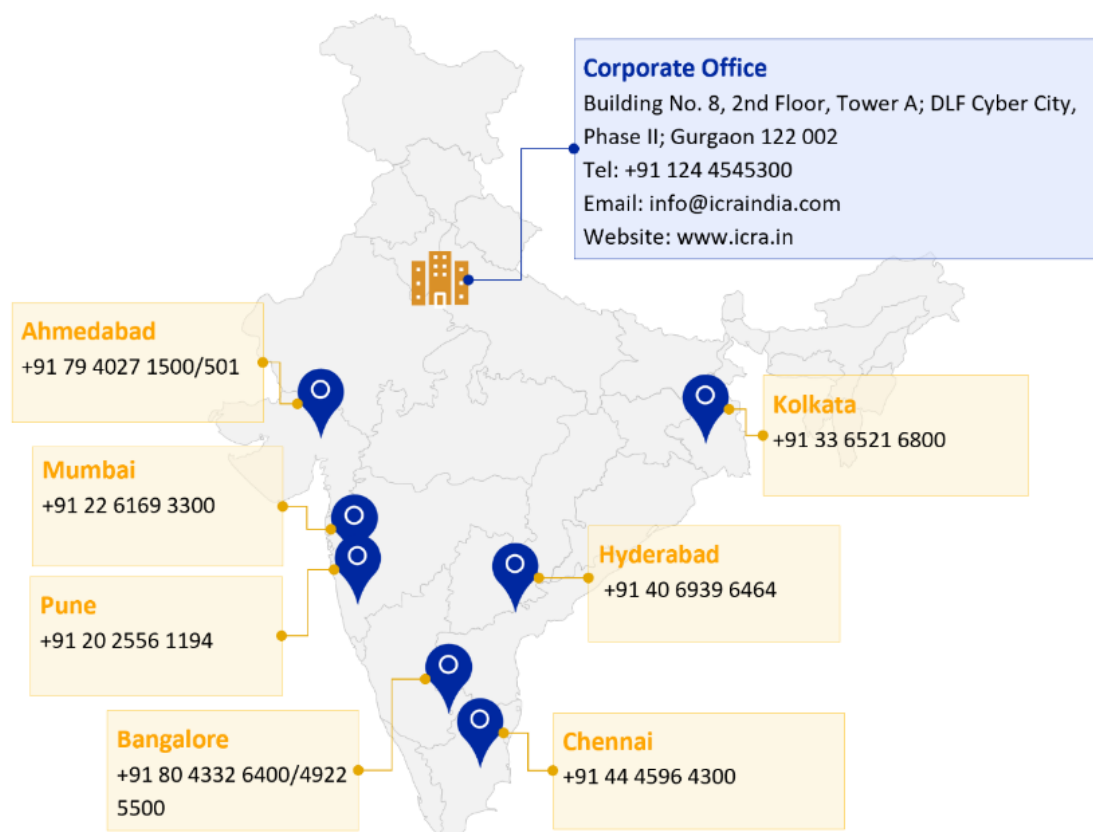 Corporate Office
Building No. 8, 2nd Floor, Tower A; DLF Cyber City,
Phase II; Gurgaon 122 002
Tel: +91 124 4545300
Email: info@icraindia.com
Website: www.icra.in
Ahmedabad
+91 79 4027 1500/501
Kolkata
+91 33 6521 6800
Mumbai
+91 22 6169 3300
Hyderabad
+91 40 6939 6464
Pune
+91 20 2556 1194
Bangalore
+91 80 4332 6400/4922
5500
Chennai
+91 44 4596 4300